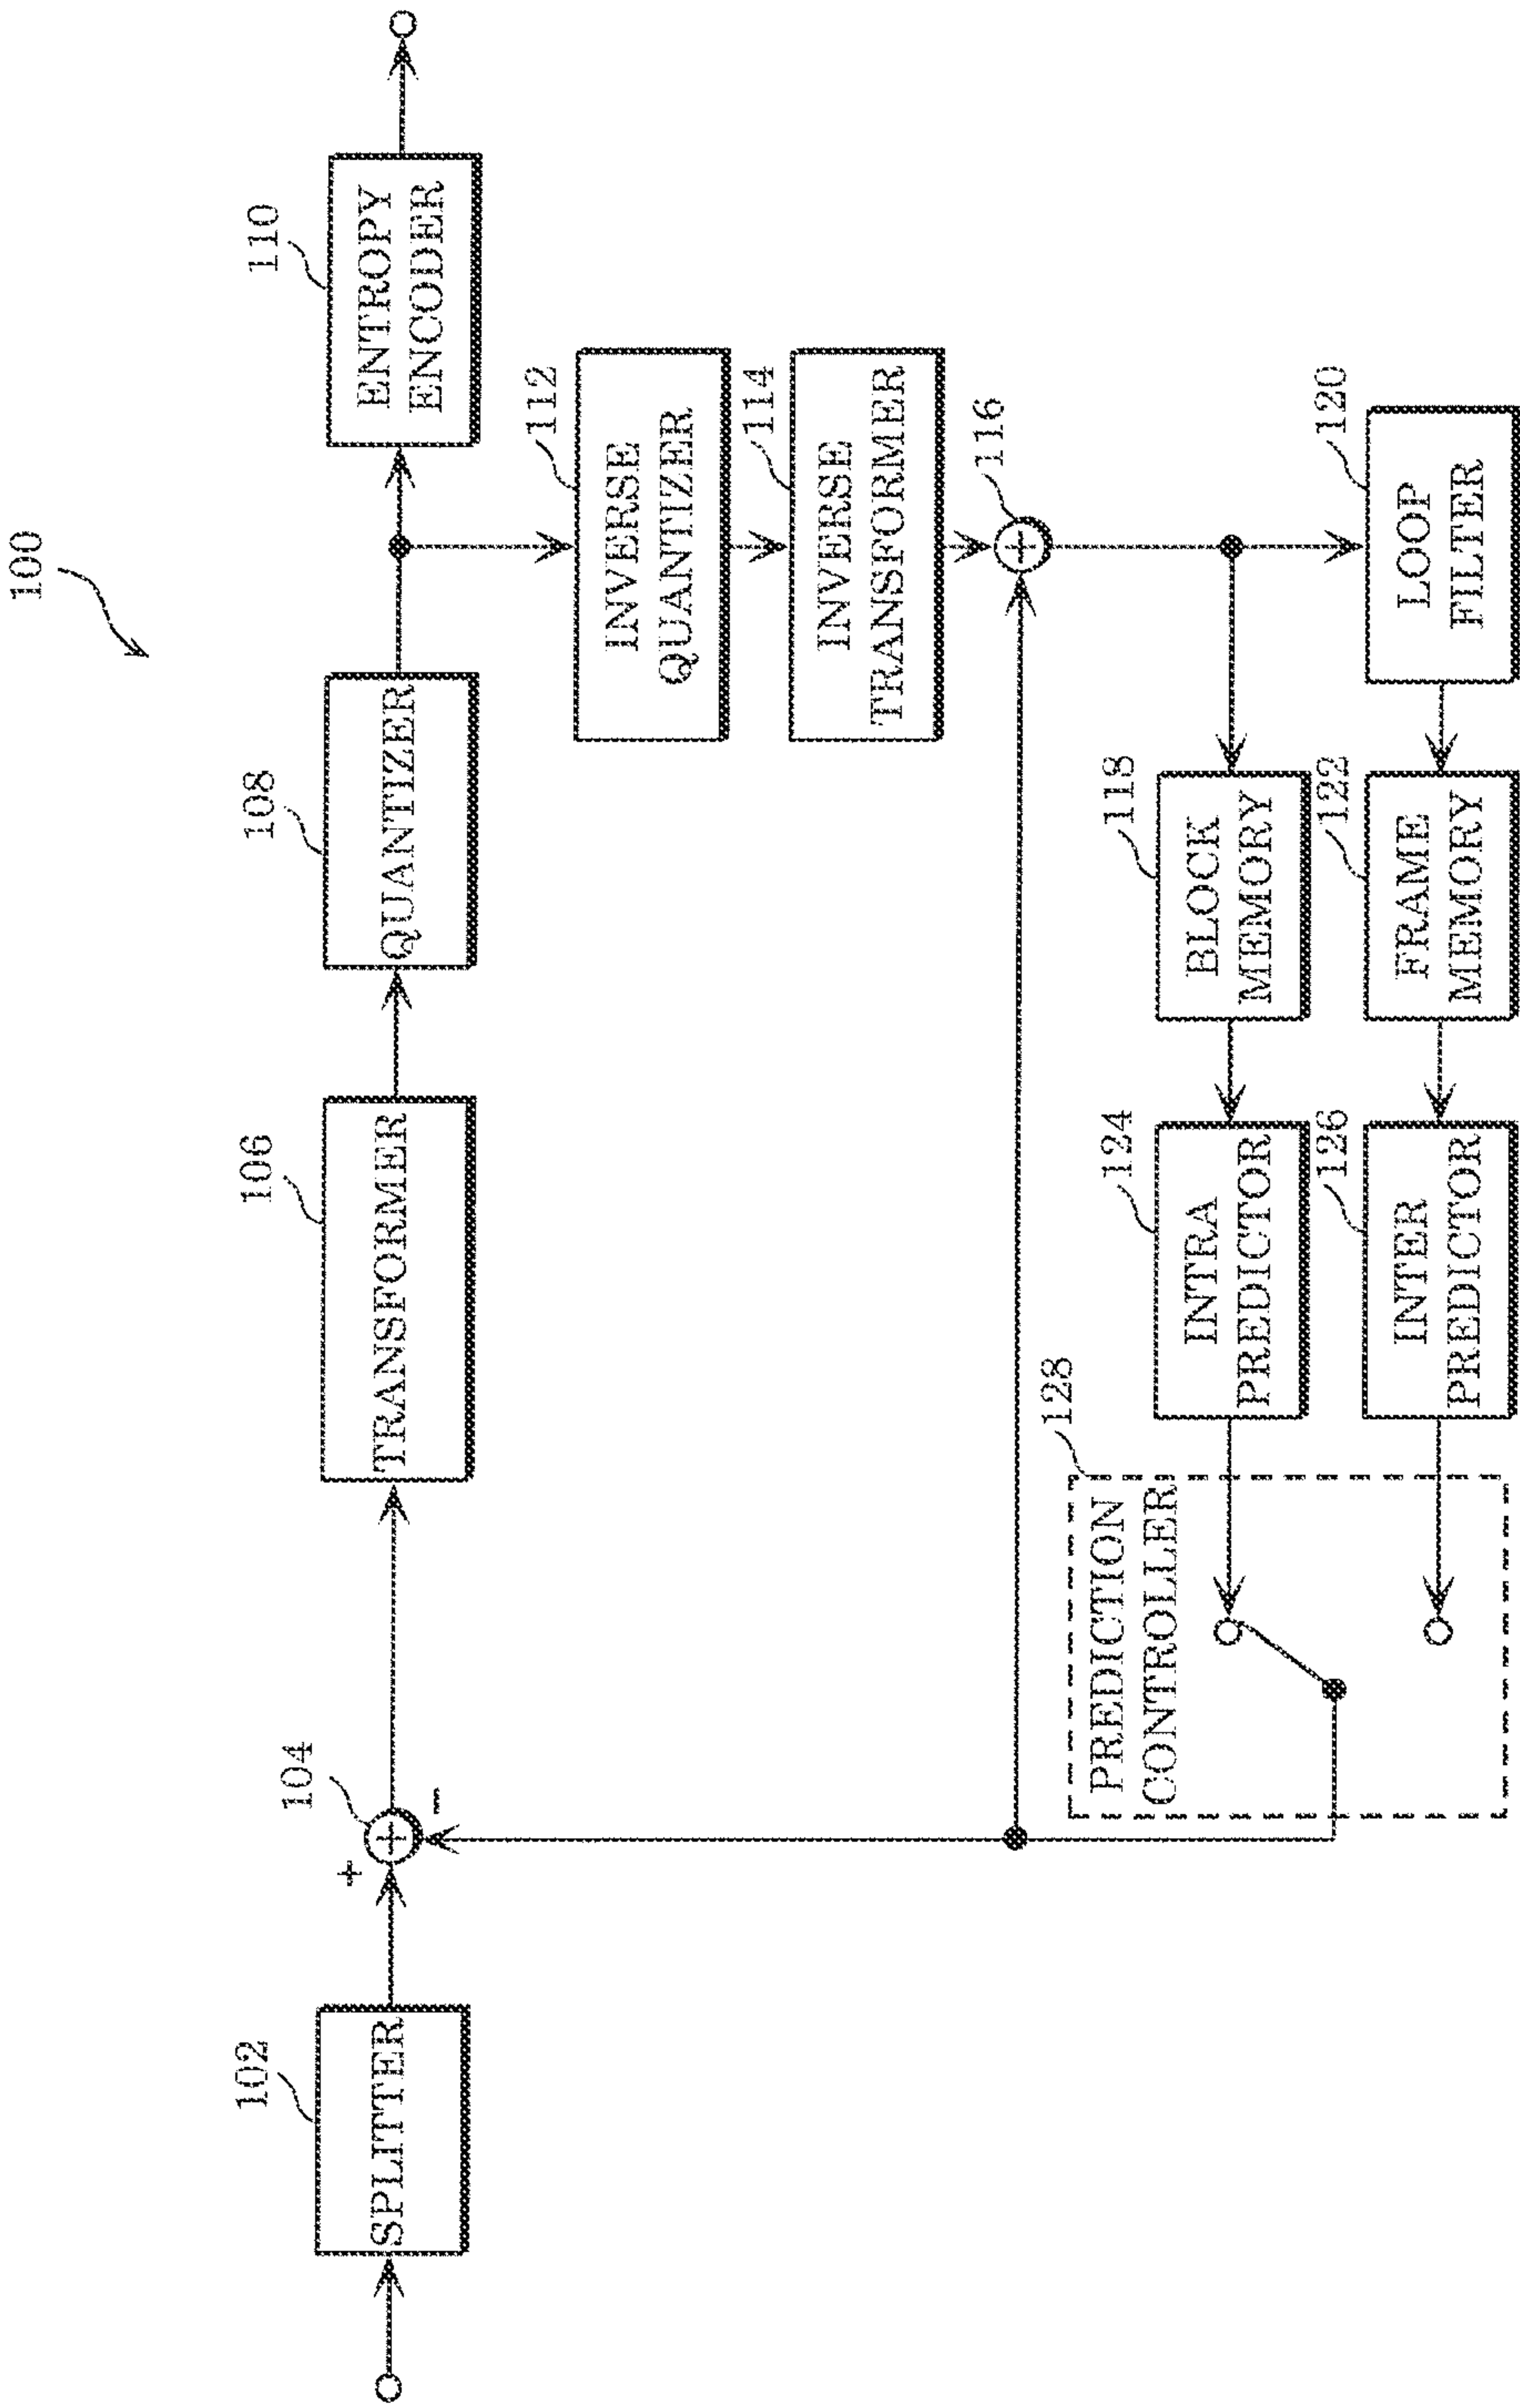 100
102
SPLITTER
104
+
-
106
TRANSFORMER
108
QUANTIZER
110
ENTROPY
ENCODER
112
INVERSE
QUANTIZER
114
INVERSE
TRANSFORMER
116
128
PREDICTION
CONTROLLER
124
INTRA
PREDICTOR
118
BLOCK
MEMORY
126
INTER
PREDICTOR
122
FRAME
MEMORY
120
LOOP
FILTER